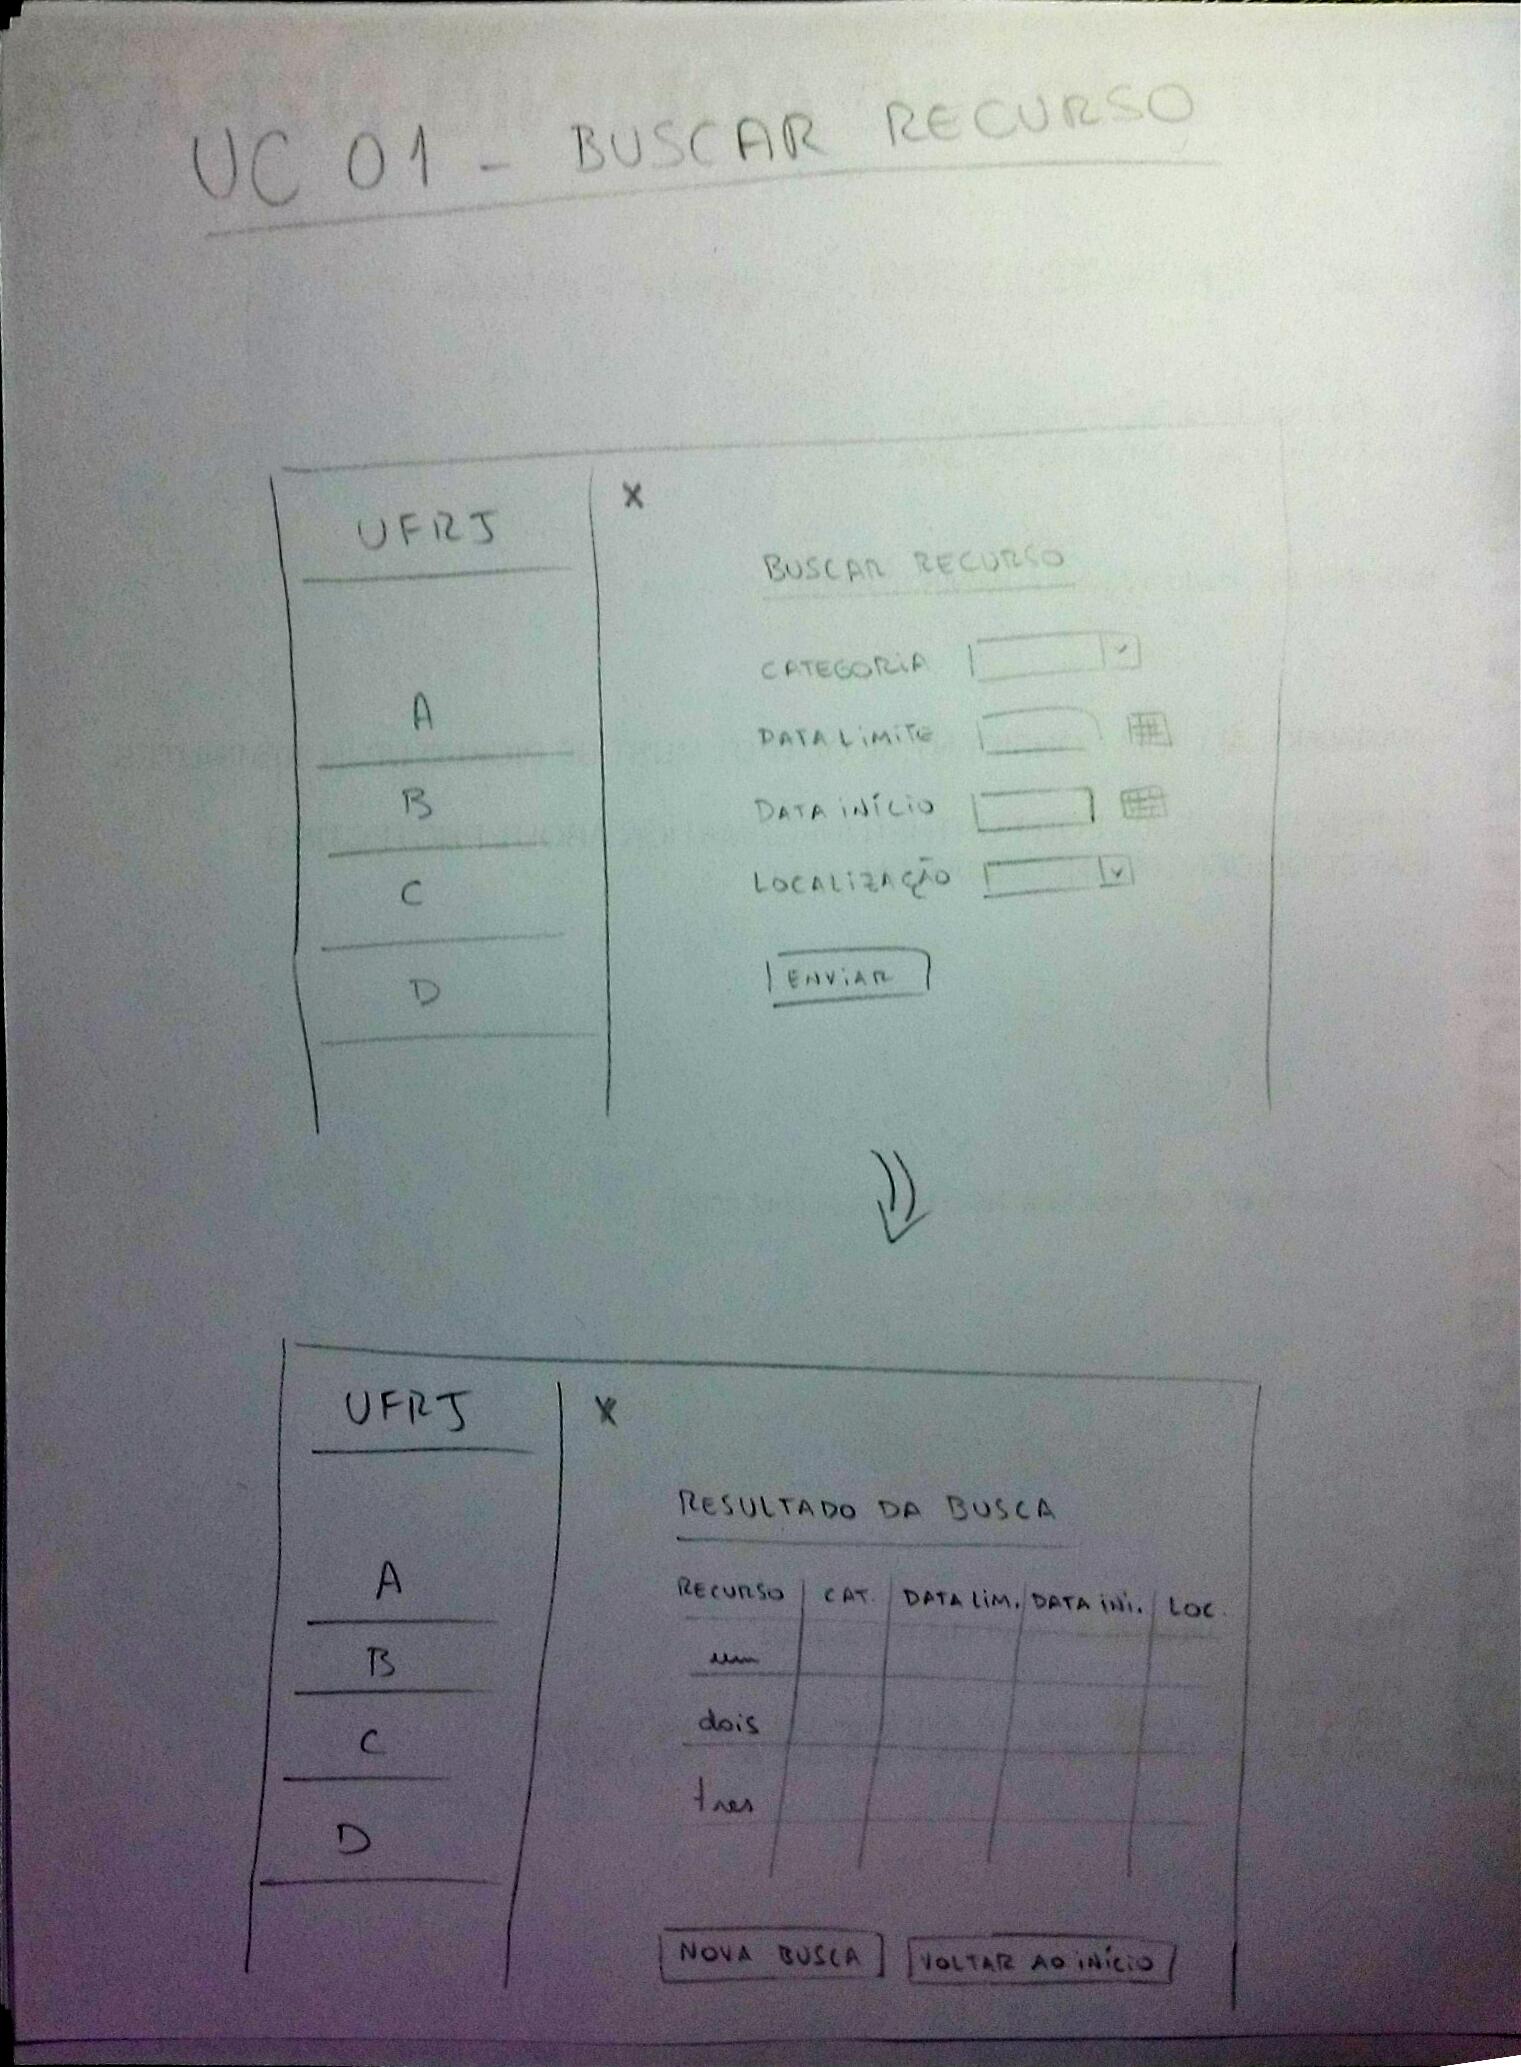 UC 01 - BUSCAR RECURSO
UFRJ
X
A
B
C
D
BUSCAR RECURSO
CATEGORIA
DATA LIMITE
DATA INÍCIO
LOCALIZAÇÃO
ENVIAR
UFRJ
X
A
B
C
D
RESULTADO DA BUSCA
RECURSO CAT. DATA LIM. DATA INI. LOC.
um
dois
tres
NOVA BUSCA VOLTAR AO INÍCIO